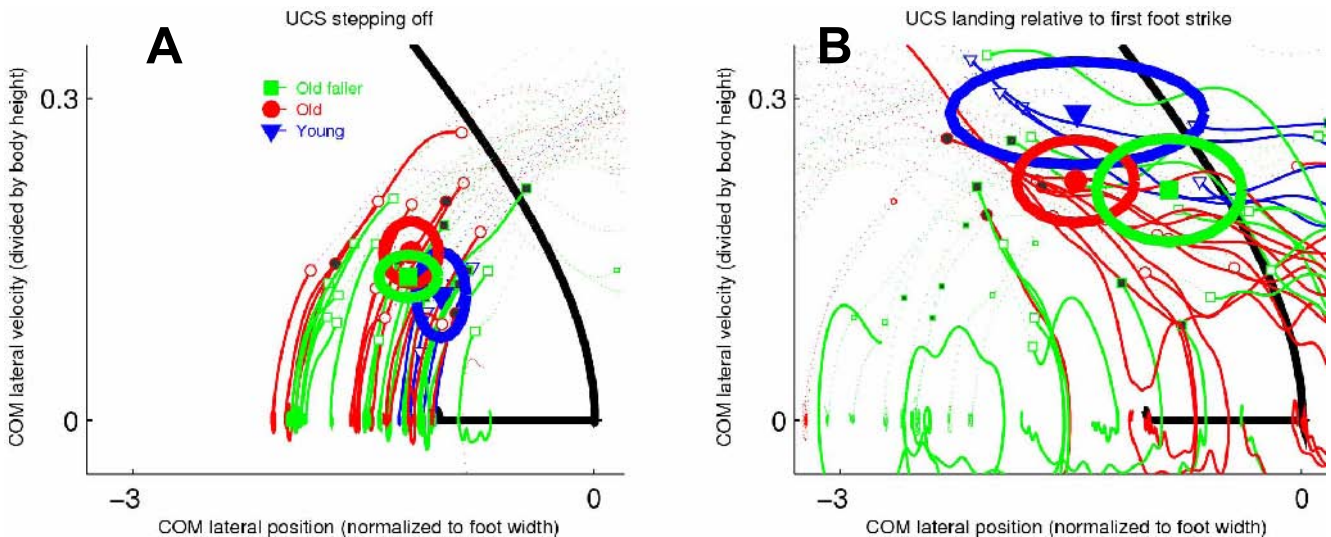 UCS stepping off
A
Old faller
Old
Young
0.3
0
COM lateral velocity (divided by body height)
−3
0
COM lateral position (normalized to foot width)
UCS landing relative to first foot strike
B
0.3
0
COM lateral velocity (divided by body height)
−3
0
COM lateral position (normalized to foot width)